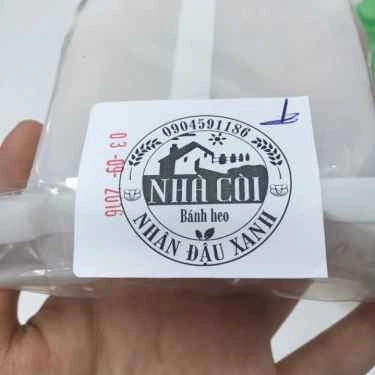 0904591186
NHÀ CÒI
Bánh heo
NHÂN ĐẬU XANH
03-09-2016